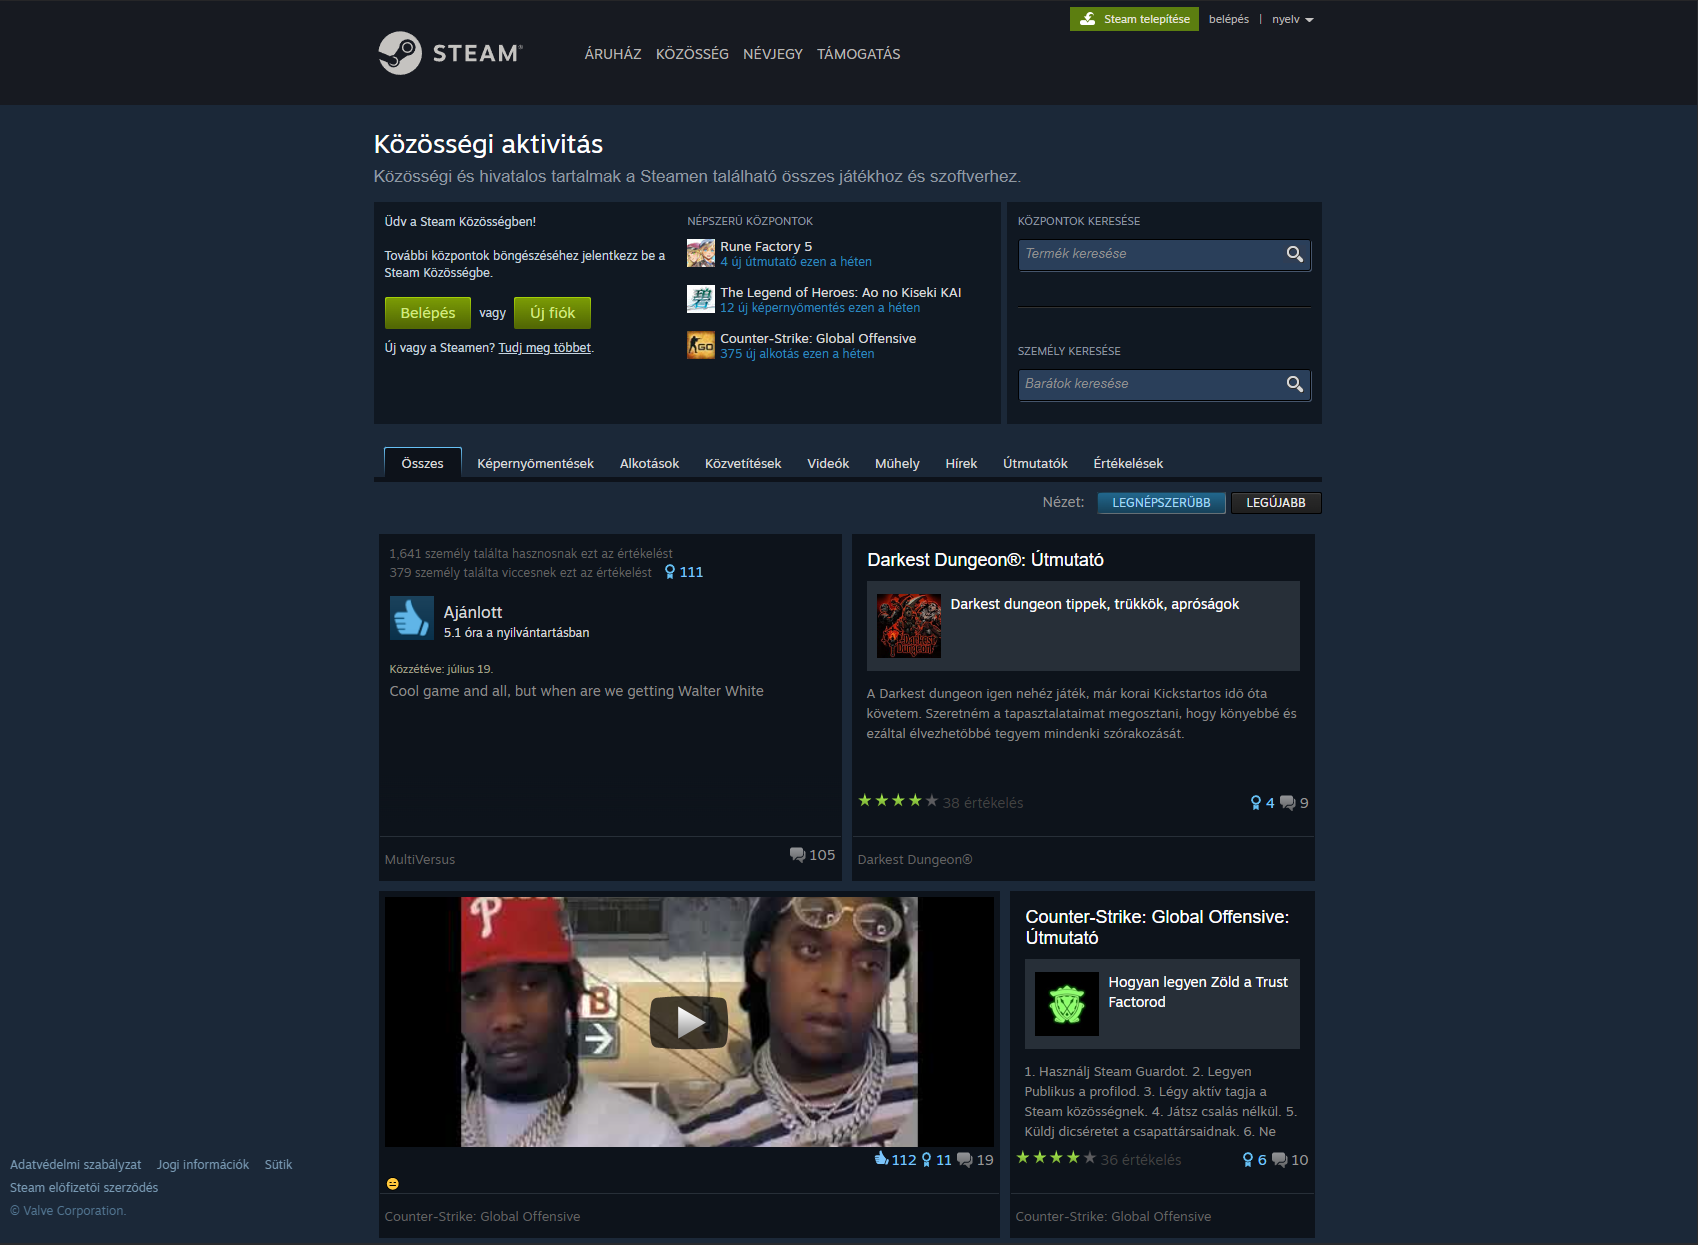 Steam telepítése
belépés | nyelv
STEAM®
ÁRUHÁZ KÖZÖSSÉG NÉVJEGY TÁMOGATÁS
Közösségi aktivitás
Közösségi és hivatalos tartalmak a Steamen található összes játékhoz és szoftverhez.
Üdv a Steam Közösségben!
További központok böngészéséhez jelentkezz be a
Steam Közösségbe.
Belépés vagy Új fiók
Új vagy a Steamen? Tudj meg többet.
NÉPSZERŰ KÖZPONTOK
Rune Factory 5
4 új útmutató ezen a héten
The Legend of Heroes: Ao no Kiseki KAI
12 új képernyőmentés ezen a héten
GO
Counter-Strike: Global Offensive
375 új alkotás ezen a héten
KÖZPONTOK KERESÉSE
Termék keresése
SZEMÉLY KERESÉSE
Barátok keresése
Összes Képernyőmentések Alkotások Közvetítések Videók Műhely Hírek Útmutatók Értékelések
Nézet: LEGNÉPSZERŰBB LEGÚJABB
1,641 személy találta hasznosnak ezt az értékelést
379 személy találta viccesnek ezt az értékelést 111
Ajánlott
5.1 óra a nyilvántartásban
Közzétéve: július 19.
Cool game and all, but when are we getting Walter White
105
MultiVersus
Darkest Dungeon®: Útmutató
Darkest Dungeon
Darkest dungeon tippek, trükkök, apróságok
A Darkest dungeon igen nehéz játék, már korai Kickstartos idő óta
követem. Szeretném a tapasztalataimat megosztani, hogy könyebbé és
ezáltal élvezhetőbbé tegyem mindenki szórakozását.
38 értékelés 4 9
Darkest Dungeon®
P
B
112 11 19
Counter-Strike: Global Offensive
Counter-Strike: Global Offensive:
Útmutató
Hogyan legyen Zöld a Trust
Factorod
1. Használj Steam Guardot. 2. Legyen
Publikus a profilod. 3. Légy aktív tagja a
Steam közösségnek. 4. Játsz csalás nélkül. 5.
Küldj dicséretet a csapattársaidnak. 6. Ne
36 értékelés 6 10
Counter-Strike: Global Offensive
Adatvédelmi szabályzat Jogi információk Sütik
Steam előfizetői szerződés
© Valve Corporation.